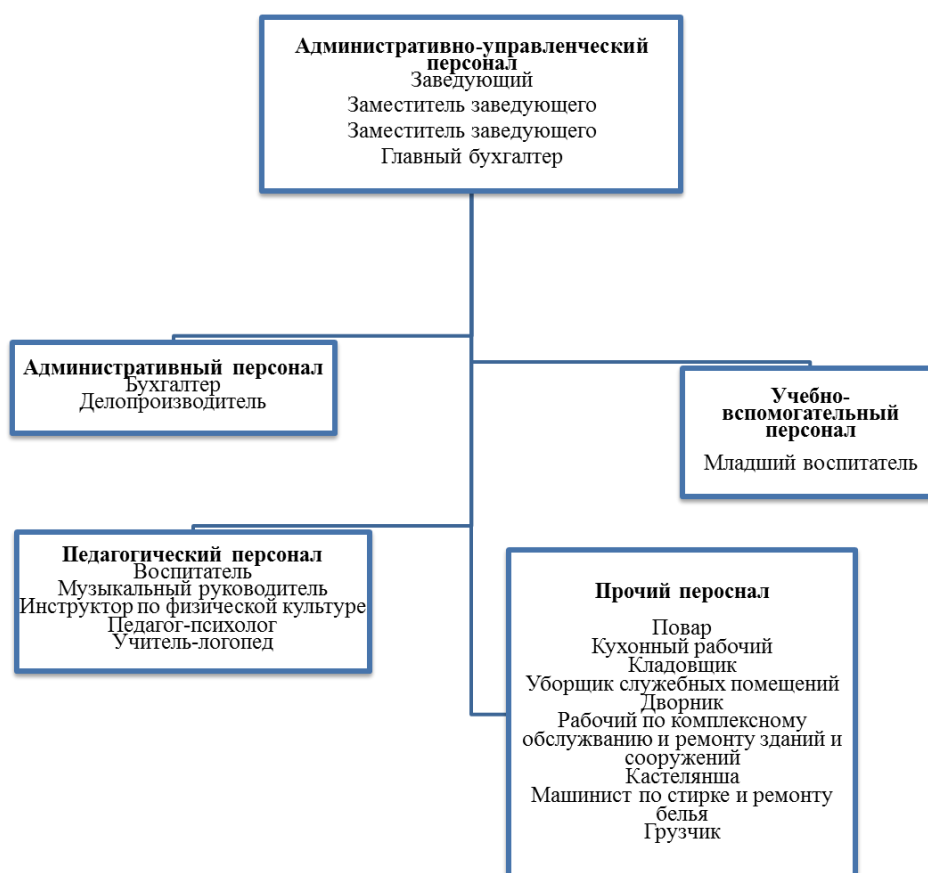 Административно-управленческий
персонал
Заведующий
Заместитель заведующего
Заместитель заведующего
Главный бухгалтер
Административный персонал
Бухгалтер
Делопроизводитель
Учебно-
вспомогательный
персонал
Младший воспитатель
Педагогический персонал
Воспитатель
Музыкальный руководитель
Инструктор по физической культуре
Педагог-психолог
Учитель-логопед
Прочий пероснал
Повар
Кухонный рабочий
Кладовщик
Уборщик служебных помещений
Дворник
Рабочий по комплексному
обслужванию и ремонту зданий и
сооружений
Кастелянша
Машинист по стирке и ремонту
белья
Грузчик